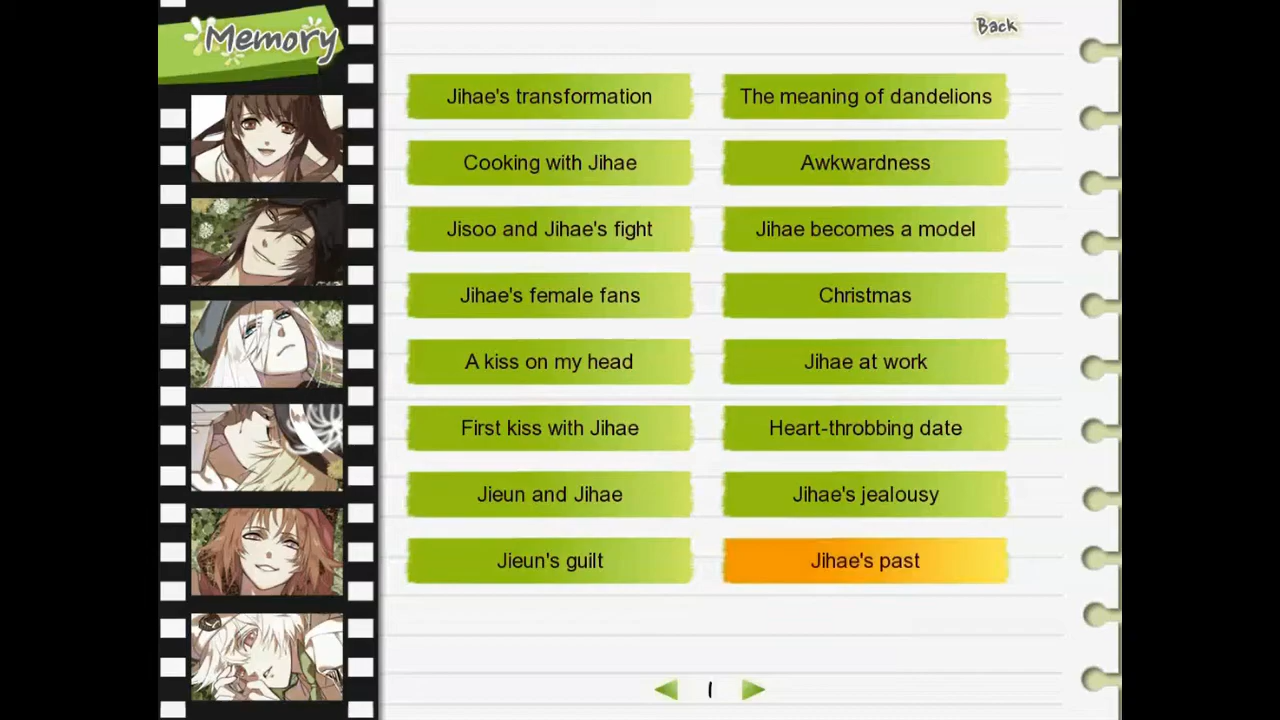 Memory
Back
Jihae's transformation
The meaning of dandelions
Cooking with Jihae
Awkwardness
Jisoo and Jihae's fight
Jihae becomes a model
Jihae's female fans
Christmas
A kiss on my head
Jihae at work
First kiss with Jihae
Heart-throbbing date
Jieun and Jihae
Jihae's jealousy
Jieun's guilt
Jihae's past
1